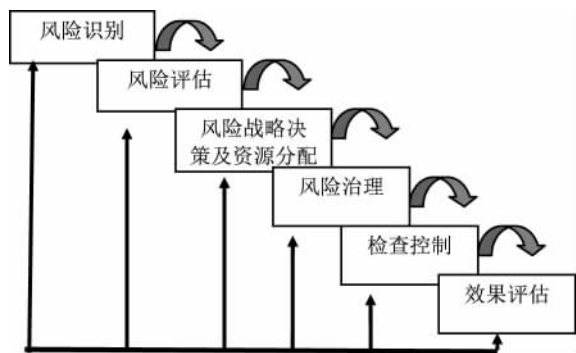 风险识别
风险评估
风险战略决
策及资源分配
风险治理
检查控制
效果评估